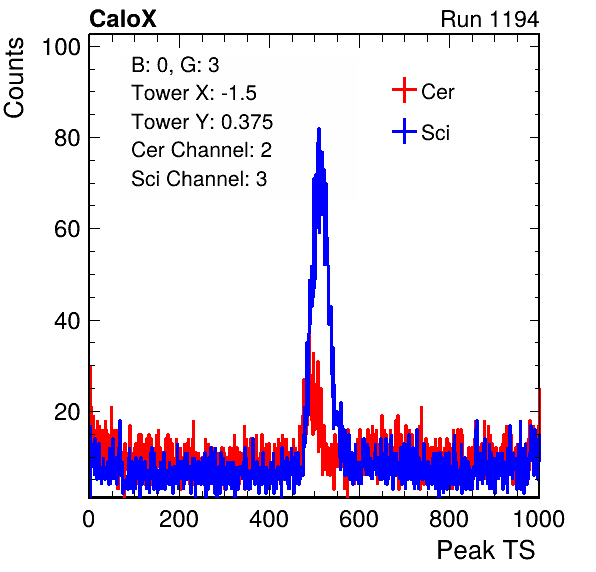 CaloX Run 1194
Counts
100
80
60
40
20
B: 0, G: 3
Tower X: -1.5
Tower Y: 0.375
Cer Channel: 2
Sci Channel: 3
Cer
Sci
0 200 400 600 800 1000
Peak TS